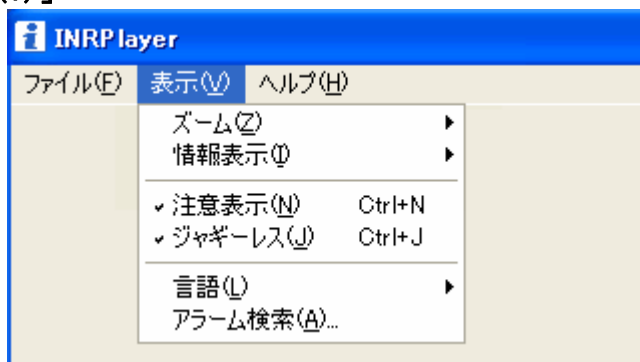 INRPlayer
ファイル(F) 表示(V) ヘルプ(H)
ズーム(Z)
情報表示(I)
注意表示(N) Ctrl+N
ジャギーレス(J) Ctrl+J
言語(L)
アラーム検索(A)...